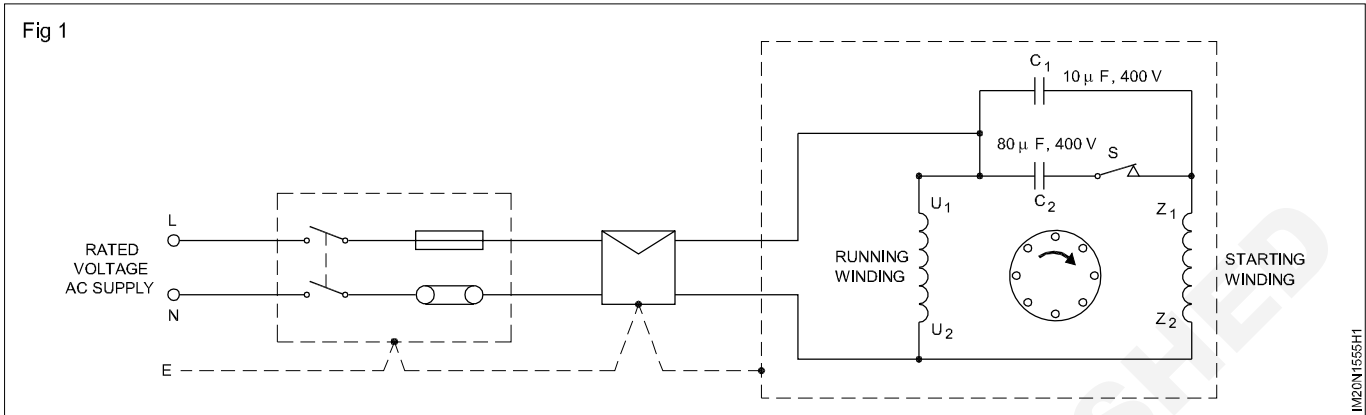 Fig 1
L
RATED
VOLTAGE
AC SUPPLY
N
E
C1
10 µ F, 400 V
80 µ F, 400 V
S
C2
U1
RUNNING
WINDING
U2
Z1
STARTING
WINDING
Z2
IM20N1555H1
SHED